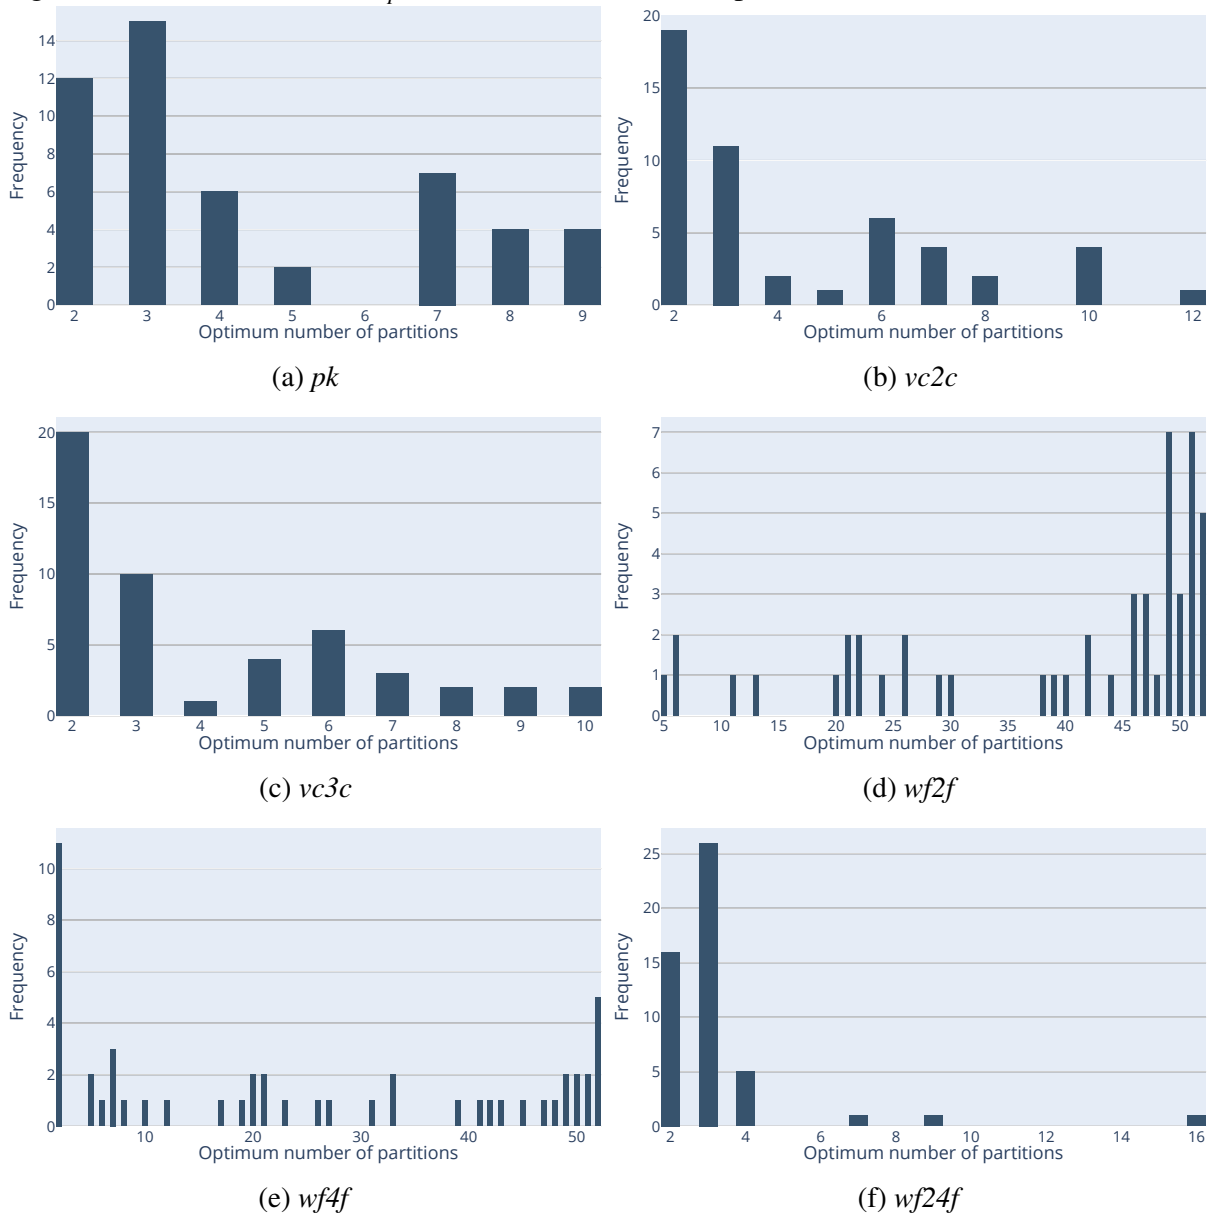 p
14
12
10
8
6
4
2
0
Frequency
2 3 4 5 6 7 8 9
Optimum number of partitions
(a) pk
20
15
10
5
0
Frequency
2 4 6 8 10 12
Optimum number of partitions
(b) vc2c
20
15
10
5
0
Frequency
2 3 4 5 6 7 8 9 10
Optimum number of partitions
(c) vc3c
7
6
5
4
3
2
1
0
Frequency
5 10 15 20 25 30 35 40 45 50
Optimum number of partitions
(d) wf2f
10
8
6
4
2
0
Frequency
10 20 30 40 50
Optimum number of partitions
(e) wf4f
25
20
15
10
5
0
Frequency
2 4 6 8 10 12 14 16
Optimum number of partitions
(f) wf24f